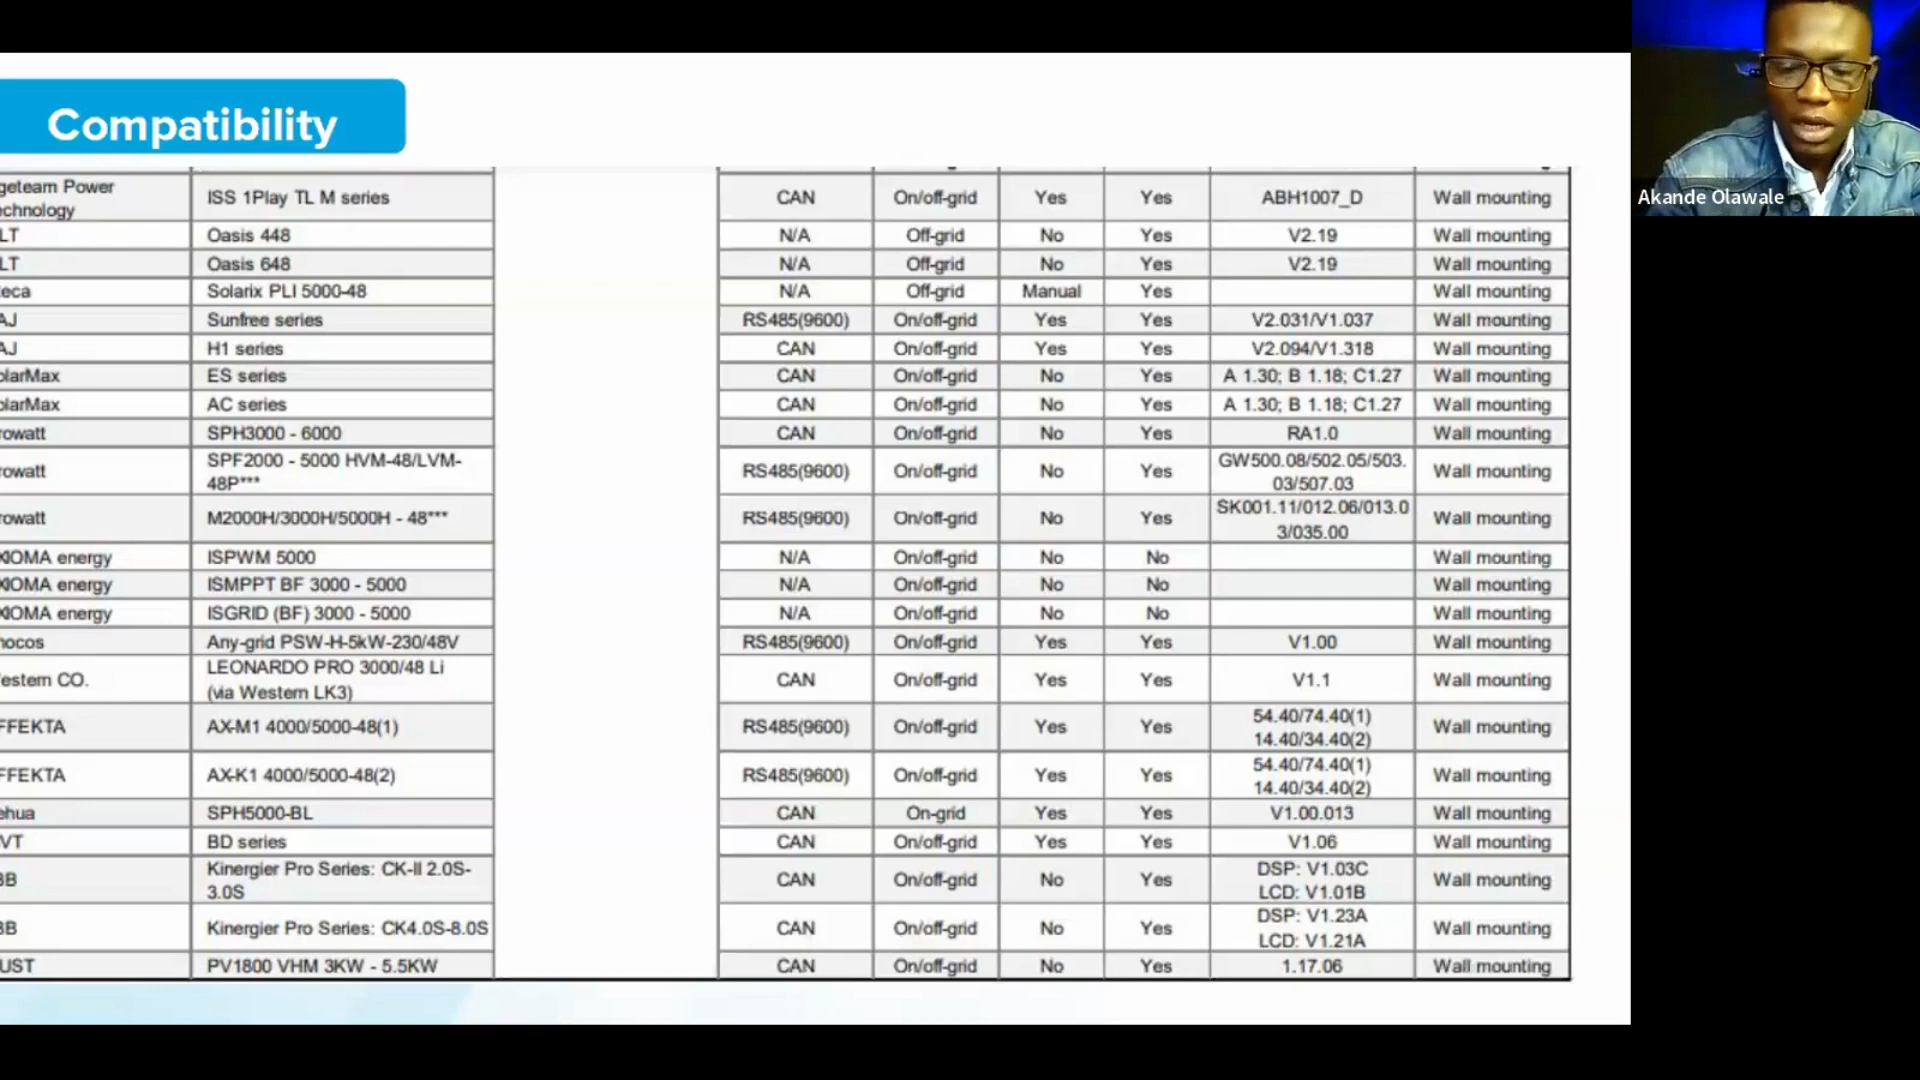 Compatibility
Akande Olawale
geteam Power
echnology ISS 1Play TL M series CAN On/off-grid Yes Yes ABH1007_D Wall mounting
LT Oasis 448 N/A Off-grid No Yes V2.19 Wall mounting
LT Oasis 648 N/A Off-grid No Yes V2.19 Wall mounting
eca Solarix PLI 5000-48 N/A Off-grid Manual Yes Wall mounting
AJ Sunfree series RS485(9600) On/off-grid Yes Yes V2.031/V1.037 Wall mounting
AJ H1 series CAN On/off-grid Yes Yes V2.094/V1.318 Wall mounting
olarMax ES series CAN On/off-grid No Yes A 1.30; B 1.18; C1.27 Wall mounting
olarMax AC series CAN On/off-grid No Yes A 1.30; B 1.18; C1.27 Wall mounting
rowatt SPH3000 - 6000 CAN On/off-grid No Yes RA1.0 Wall mounting
rowatt SPF2000 - 5000 HVM-48/LVM- RS485(9600) On/off-grid No Yes GW500.08/502.05/503. Wall mounting
48P*** 03/507.03
rowatt M2000H/3000H/5000H - 48*** RS485(9600) On/off-grid No Yes SK001.11/012.06/013.0 Wall mounting
3/035.00
XIOMA energy ISPWM 5000 N/A On/off-grid No No Wall mounting
XIOMA energy ISMPPT BF 3000 - 5000 N/A On/off-grid No No Wall mounting
XIOMA energy ISGRID (BF) 3000 - 5000 N/A On/off-grid No No Wall mounting
hocos Any-grid PSW-H-5kW-230/48V RS485(9600) On/off-grid Yes Yes V1.00 Wall mounting
estern CO. LEONARDO PRO 3000/48 Li CAN On/off-grid Yes Yes V1.1 Wall mounting
(via Western LK3)
FFEKTA AX-M1 4000/5000-48(1) RS485(9600) On/off-grid Yes Yes 54.40/74.40(1) Wall mounting
14.40/34.40(2)
FFEKTA AX-K1 4000/5000-48(2) RS485(9600) On/off-grid Yes Yes 54.40/74.40(1) Wall mounting
14.40/34.40(2)
ehua SPH5000-BL CAN On-grid Yes Yes V1.00.013 Wall mounting
VT BD series CAN On/off-grid Yes Yes V1.06 Wall mounting
BB Kinergier Pro Series: CK-II 2.0S- CAN On/off-grid No Yes DSP: V1.03C Wall mounting
3.0S LCD: V1.01B
BB Kinergier Pro Series: CK4.0S-8.0S CAN On/off-grid No Yes DSP: V1.23A Wall mounting
LCD: V1.21A
UST PV1800 VHM 3KW - 5.5KW CAN On/off-grid No Yes 1.17.06 Wall mounting